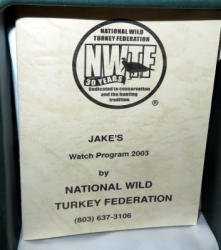 NATIONAL WILD
TURKEY FEDERATION
NWTF
30 YEARS
Dedicated to conservation
and the hunting
tradition
®
JAKE'S
Watch Program 2003
by
NATIONAL WILD
TURKEY FEDERATION
(803) 637-3106